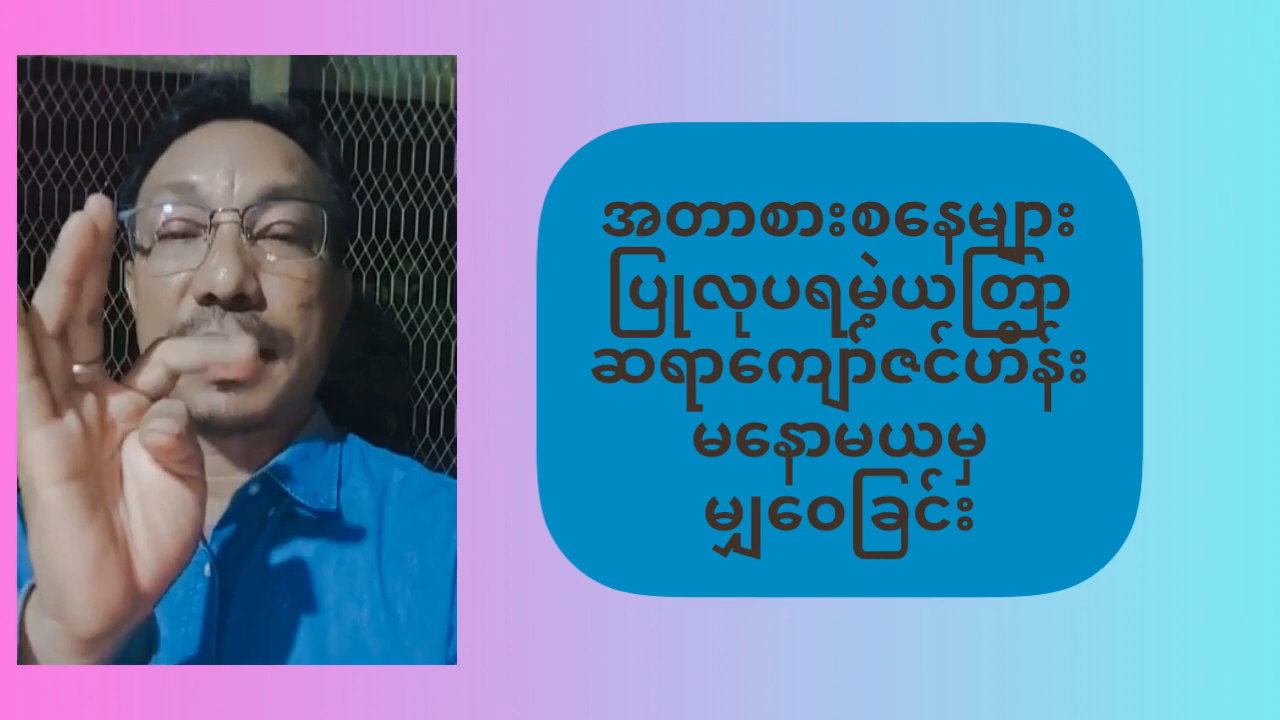 အတာစားစနေများ
ပြုလုပရမဲ့ယတြာ
ဆရာကျော်ဇင်ဟိန်း
မနောမယမှ
မျှဝေခြင်း